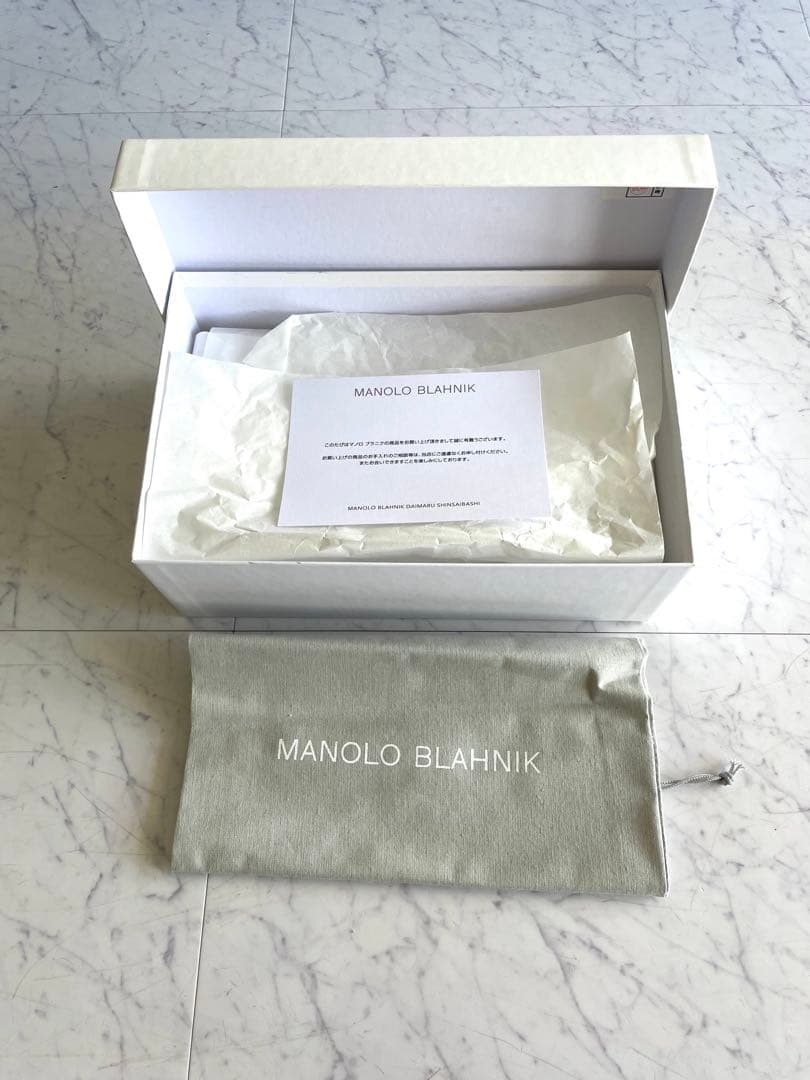 MANOLO BLAHNIK
このたびはマノロ ブラニクの商品をお買い上げ頂きまして誠に有難うございます。
お買い上げの商品のお手入れのご相談等は、当店にご遠慮なくお申し付けください。
またお会いできますことを楽しみにしております。
MANOLO BLAHNIK DAIMARU SHINSAIBASHI
MANOLO BLAHNIK